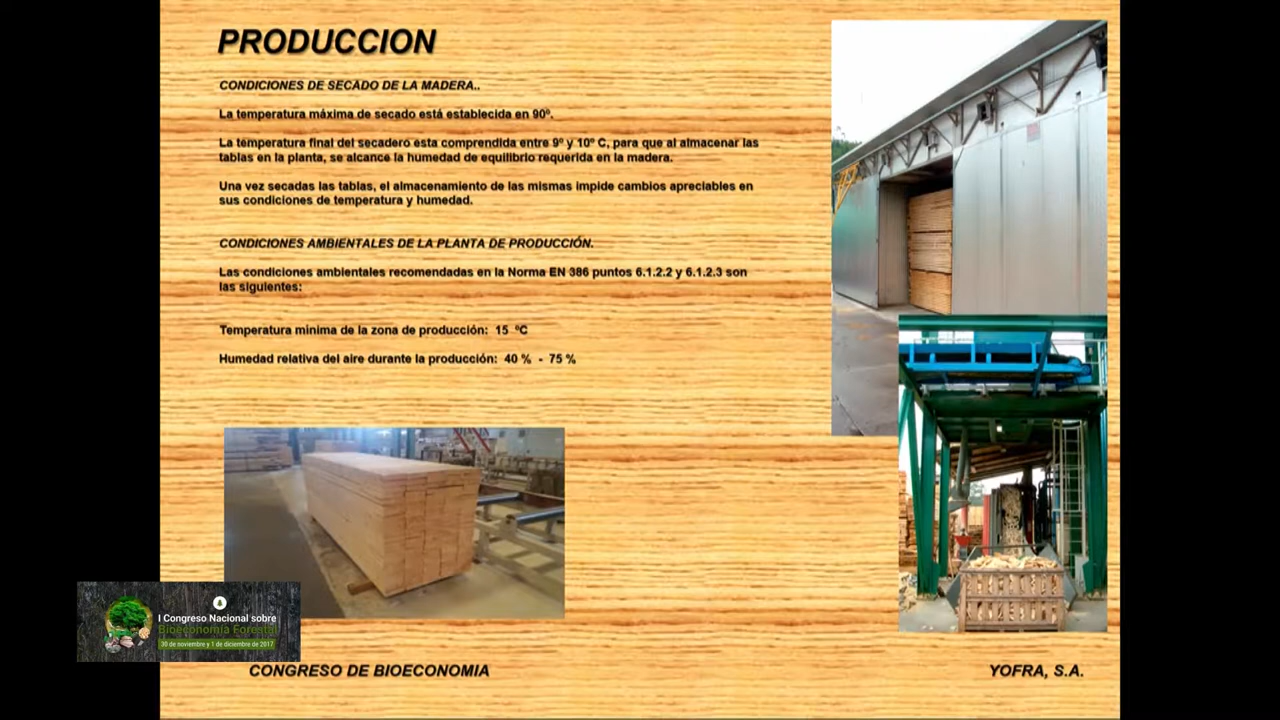 PRODUCCION
CONDICIONES DE SECADO DE LA MADERA..
La temperatura máxima de secado está establecida en 90º.
La temperatura final del secadero esta comprendida entre 9º y 10º C, para que al almacenar las
tablas en la planta, se alcance la humedad de equilibrio requerida en la madera.
Una vez secadas las tablas, el almacenamiento de las mismas impide cambios apreciables en
sus condiciones de temperatura y humedad.
CONDICIONES AMBIENTALES DE LA PLANTA DE PRODUCCIÓN.
Las condiciones ambientales recomendadas en la Norma EN 386 puntos 6.1.2.2 y 6.1.2.3 son
las siguientes:
Temperatura minima de la zona de producción: 15 ºC
Humedad relativa del aire durante la producción: 40 % - 75 %
I Congreso Nacional sobre
Bioeconomía Forestal
30 de noviembre y 1 de diciembre de 2017
CONGRESO DE BIOECONOMIA
YOFRA, S.A.